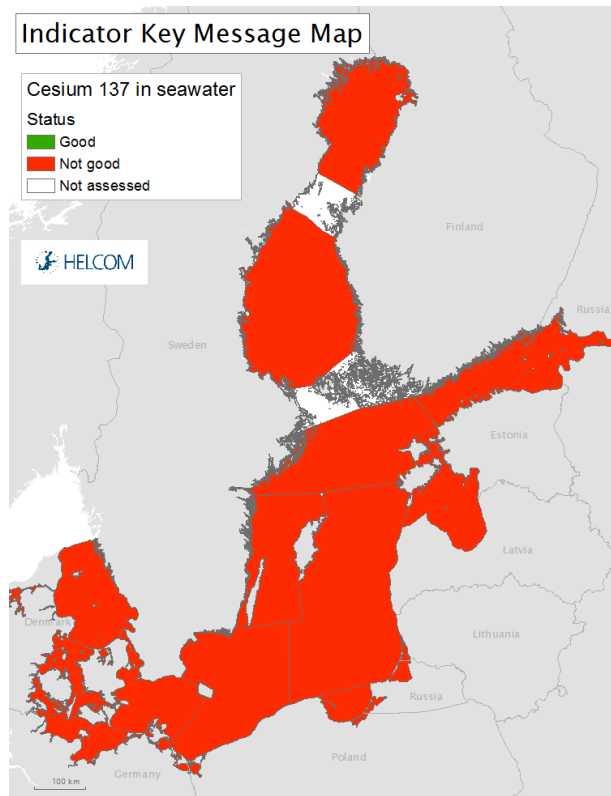 Indicator Key Message Map
Cesium 137 in seawater
Status
Good
Not good
Not assessed
HELCOM
Finland
Sweden
Russia
Estonia
Latvia
Denmark
Lithuania
Russia
Poland
Germany
100 km